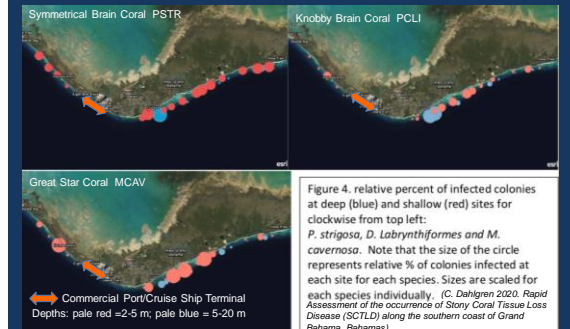 Symmetrical Brain Coral PSTR
Knobby Brain Coral PCLI
esri
esri
Great Star Coral MCAV
Commercial Port/Cruise Ship Terminal
Depths: pale red =2-5 m; pale blue = 5-20 m
esri
Figure 4. relative percent of infected colonies
at deep (blue) and shallow (red) sites for
clockwise from top left:
P. strigosa, D. Labrynthiformes and M.
cavernosa. Note that the size of the circle
represents relative % of colonies infected at
each site for each species. Sizes are scaled for
each species individually. (C. Dahlgren 2020. Rapid
Assessment of the occurrence of Stony Coral Tissue Loss
Disease (SCTLD) along the southern coast of Grand
Bahama, Bahamas)